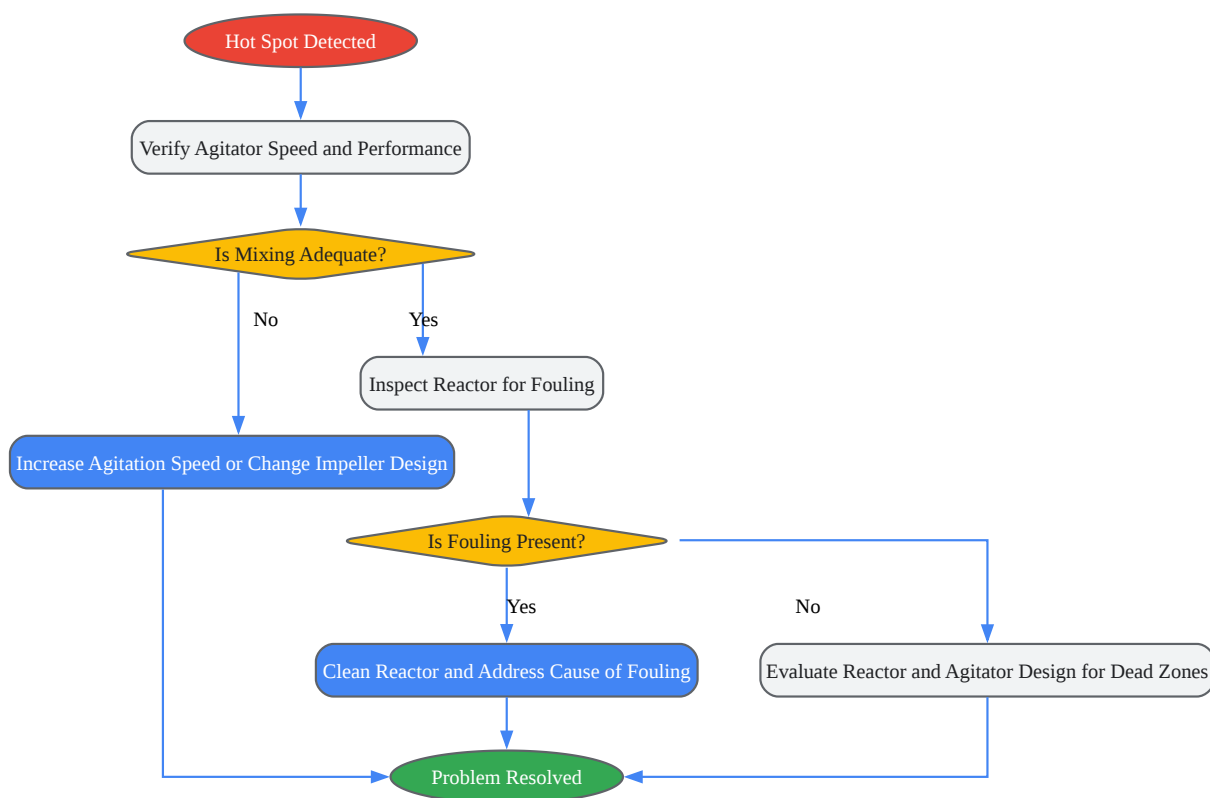 Hot Spot Detected
Verify Agitator Speed and Performance
Is Mixing Adequate?
No
Yes
Inspect Reactor for Fouling
Increase Agitation Speed or Change Impeller Design
Is Fouling Present?
Yes
No
Clean Reactor and Address Cause of Fouling
Evaluate Reactor and Agitator Design for Dead Zones
Problem Resolved